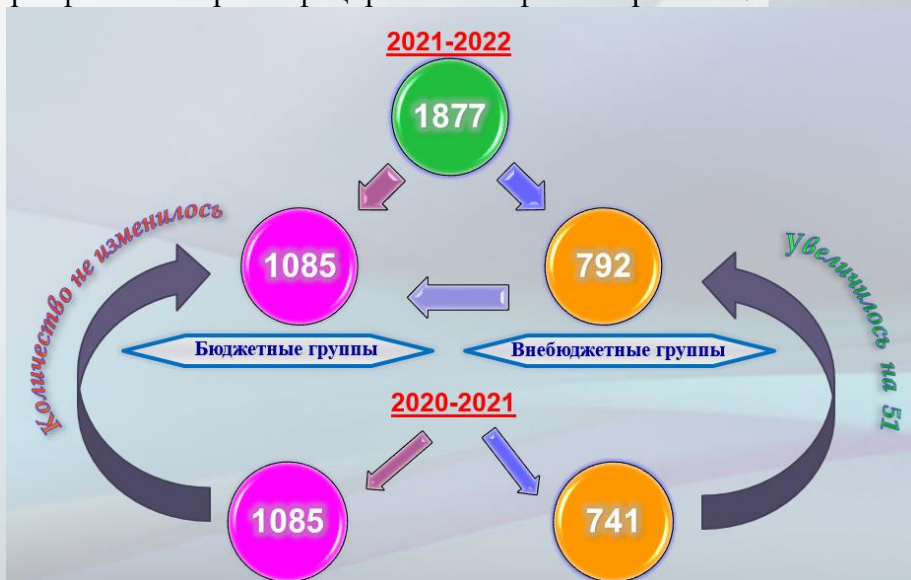 2021-2022
1877
Количество не изменилось
1085
792
Увеличилось на 51
Бюджетные группы
Внебюджетные группы
2020-2021
1085
741